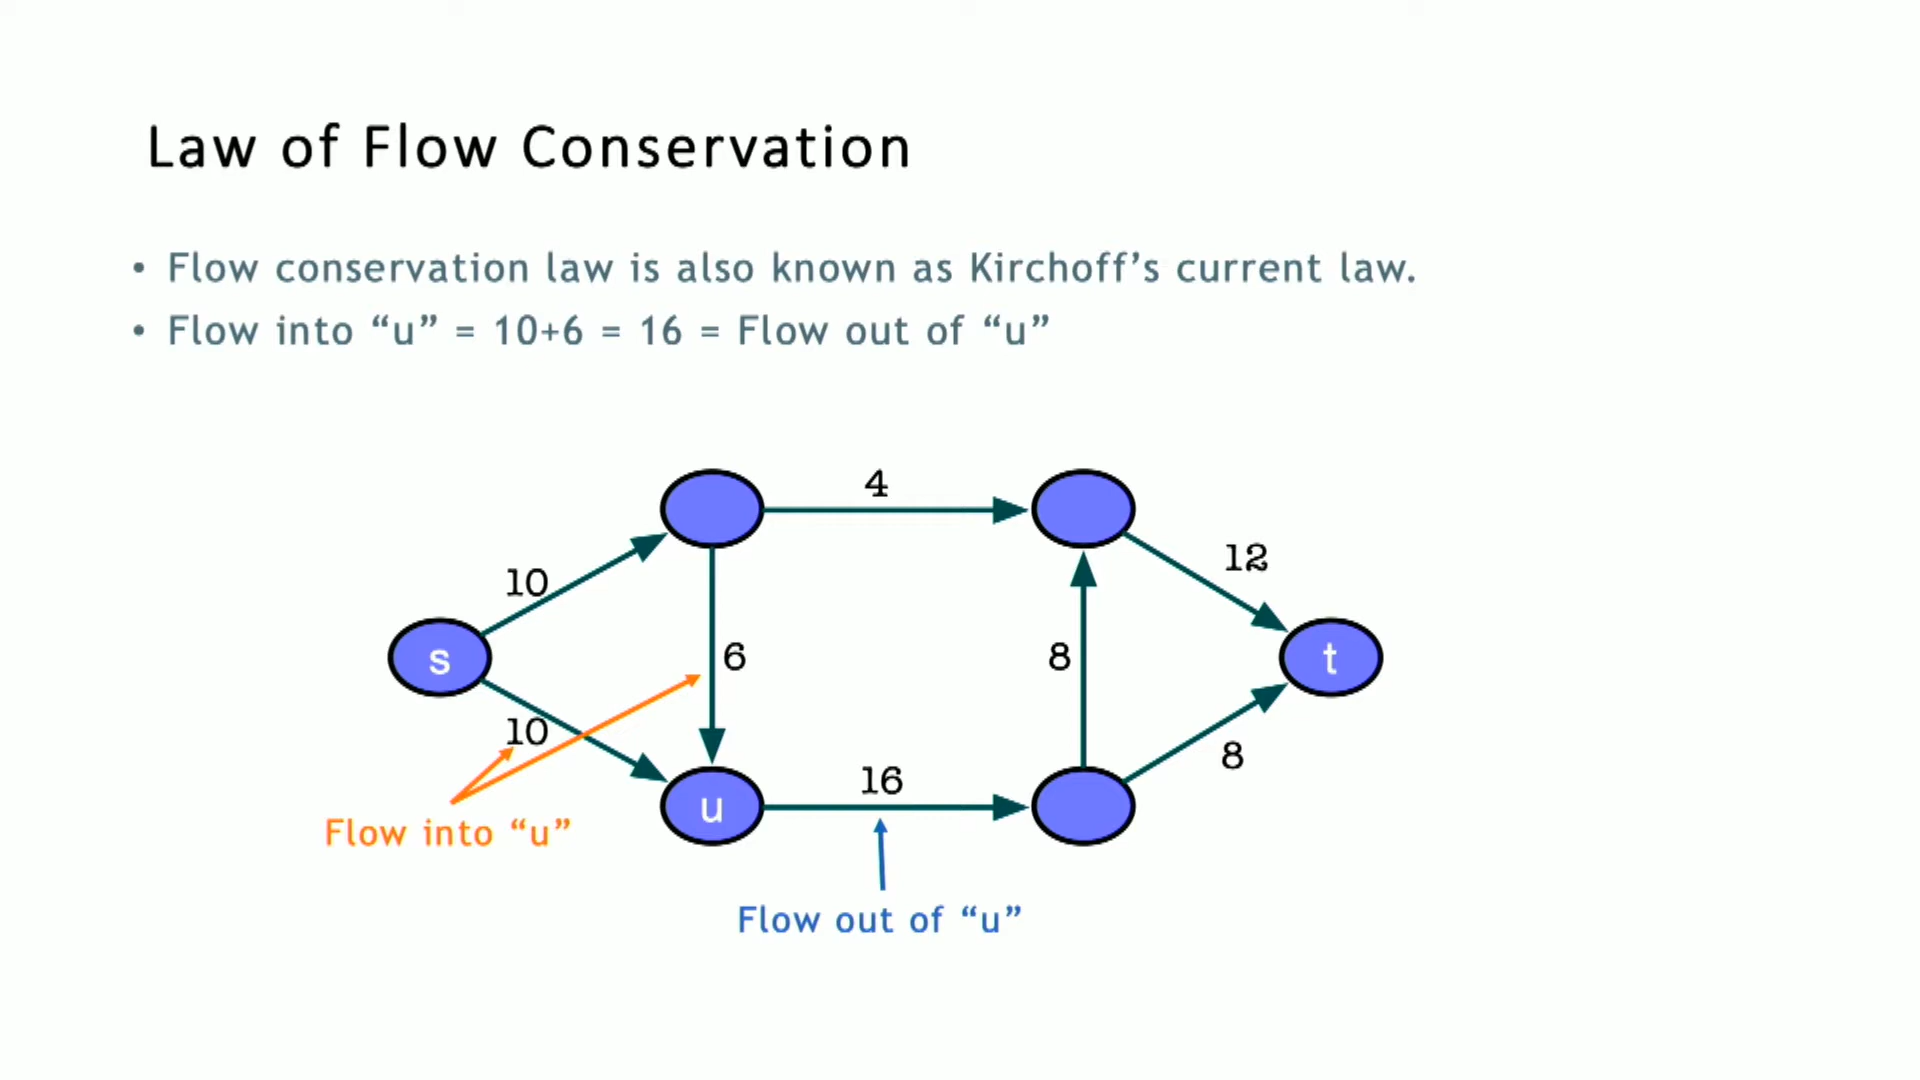 Law of Flow Conservation
• Flow conservation law is also known as Kirchoff’s current law.
• Flow into “u” = 10+6 = 16 = Flow out of “u”
4
12
10
s
6
8
t
10
16
8
u
Flow into “u”
Flow out of “u”